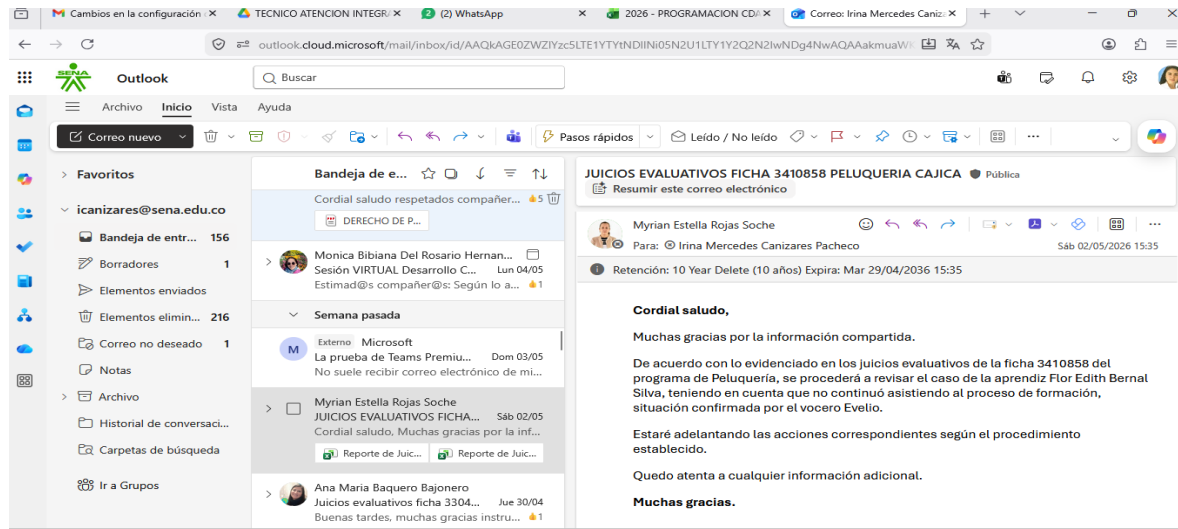 Cambios en la configuración
TECNICO ATENCION INTEGRA
(2) WhatsApp
2026 - PROGRAMACION CDA
Correo: Irina Mercedes Caniza
outlook.cloud.microsoft/mail/inbox/id/
SENA
Outlook
Buscar
Archivo Inicio Vista Ayuda
Correo nuevo
Pasos rápidos
Leído / No leído
Favoritos
icanizares@sena.edu.co
Bandeja de entr... 156
Borradores 1
Elementos enviados
Elementos elimin... 216
Correo no deseado 1
Notas
Archivo
Historial de conversaci...
Carpetas de búsqueda
Ir a Grupos
Bandeja de e...
Cordial saludo respetados compañer... 5
DERECHO DE P...
Monica Bibiana Del Rosario Hernan...
Sesión VIRTUAL Desarrollo C... Lun 04/05
Estimad@s compañer@s: Según lo a... 1
Semana pasada
M
Externo Microsoft
La prueba de Teams Premiu... Dom 03/05
No suele recibir correo electrónico de mi...
Myrian Estella Rojas Soche
JUICIOS EVALUATIVOS FICHA... Sáb 02/05
Cordial saludo, Muchas gracias por la inf...
Reporte de Juic... Reporte de Juic...
Ana Maria Baquero Bajonero
Juicios evaluativos ficha 3304... Jue 30/04
Buenas tardes, muchas gracias instru... 1
JUICIOS EVALUATIVOS FICHA 3410858 PELUQUERIA CAJICA Pública
Resumir este correo electrónico
Myrian Estella Rojas Soche
Para: Irina Mercedes Canizares Pacheco
Sáb 02/05/2026 15:35
Retención: 10 Year Delete (10 años) Expira: Mar 29/04/2036 15:35
Cordial saludo,
Muchas gracias por la información compartida.
De acuerdo con lo evidenciado en los juicios evaluativos de la ficha 3410858 del
programa de Peluquería, se procederá a revisar el caso de la aprendiz Flor Edith Bernal
Silva, teniendo en cuenta que no continuó asistiendo al proceso de formación,
situación confirmada por el vocero Evelio.
Estaré adelantando las acciones correspondientes según el procedimiento
establecido.
Quedo atenta a cualquier información adicional.
Muchas gracias.